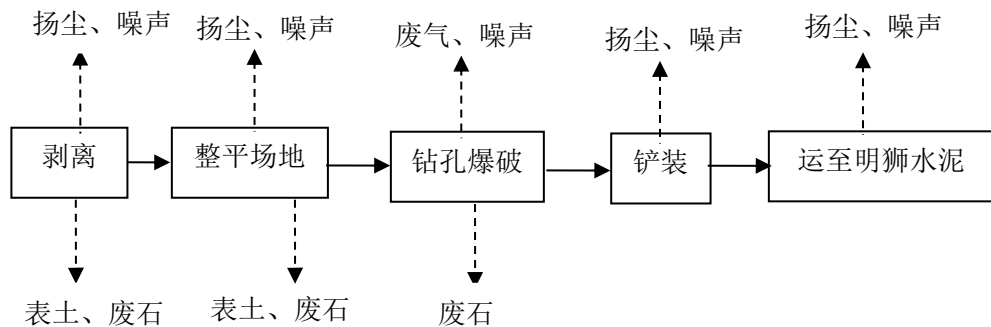 扬尘、噪声
扬尘、噪声
废气、噪声
扬尘、噪声
扬尘、噪声
剥离
整平场地
钻孔爆破
铲装
运至明狮水泥
表土、废石
表土、废石
废石